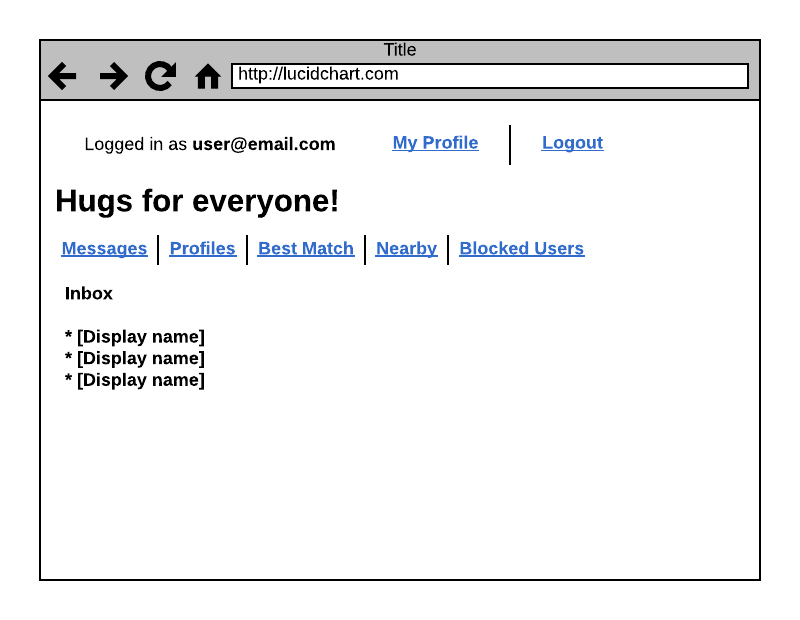 Title
http://lucidchart.com
Logged in as user@email.com My Profile Logout
Hugs for everyone!
Messages Profiles Best Match Nearby Blocked Users
Inbox
* [Display name]
* [Display name]
* [Display name]